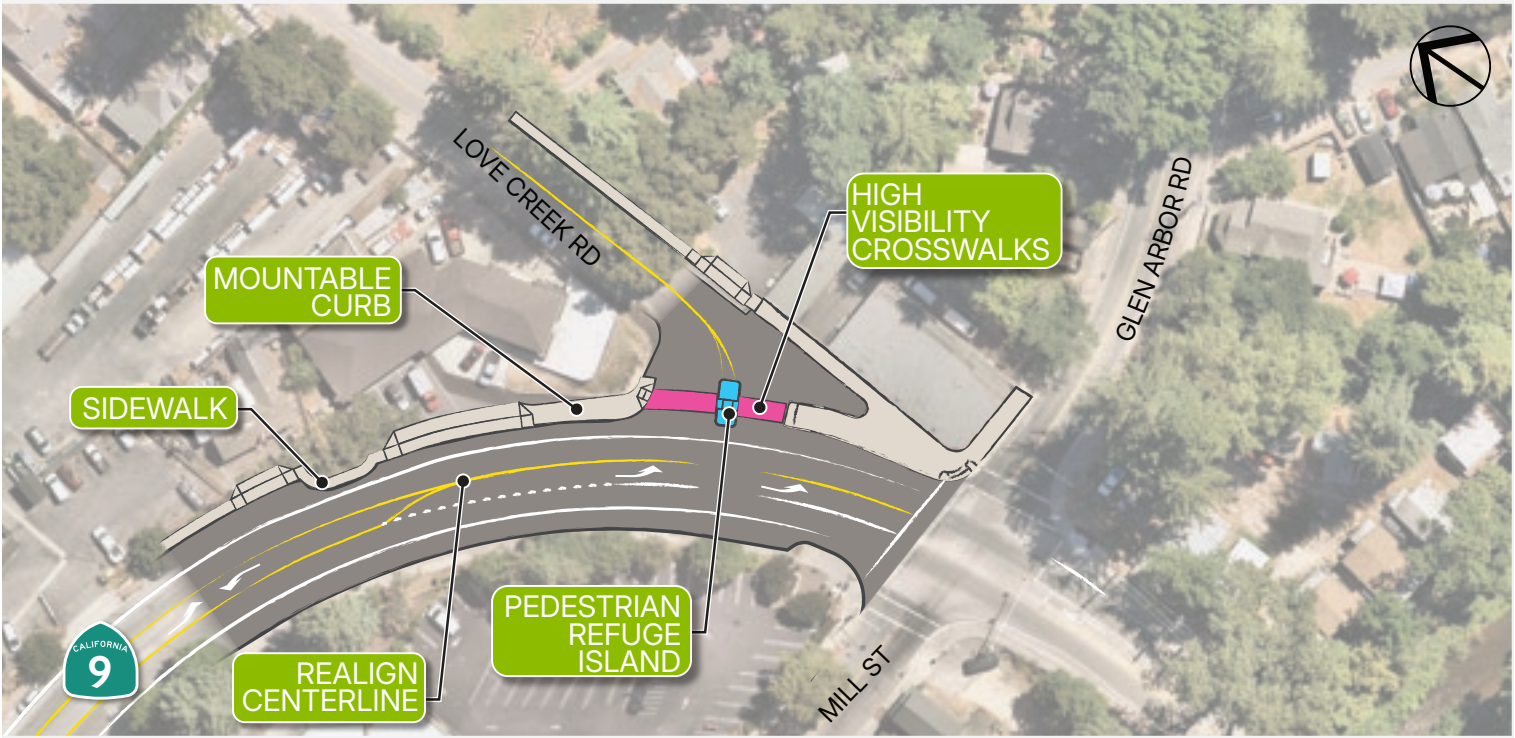 LOVE CREEK RD
HIGH
VISIBILITY
CROSSWALKS
GLEN ARBOR RD
MOUNTABLE
CURB
SIDEWALK
PEDESTRIAN
REFUGE
ISLAND
CALIFORNIA
9
REALIGN
CENTERLINE
MILL ST